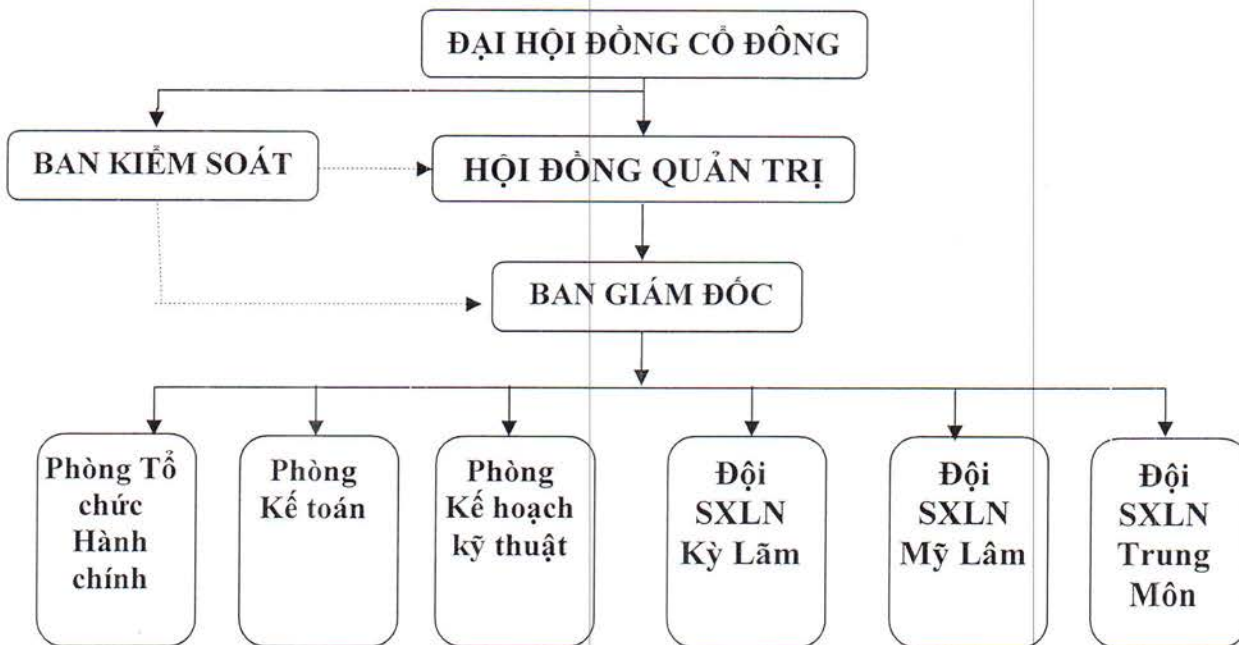 ĐẠI HỘI ĐỒNG CỔ ĐÔNG
BAN KIỂM SOÁT
HỘI ĐỒNG QUẢN TRỊ
BAN GIÁM ĐỐC
Phòng Tổ
chức
Hành
chính
Phòng
Kế toán
Phòng
Kế hoạch
kỹ thuật
Đội
SXLN
Kỳ Lãm
Đội
SXLN
Mỹ Lâm
Đội
SXLN
Trung
Môn